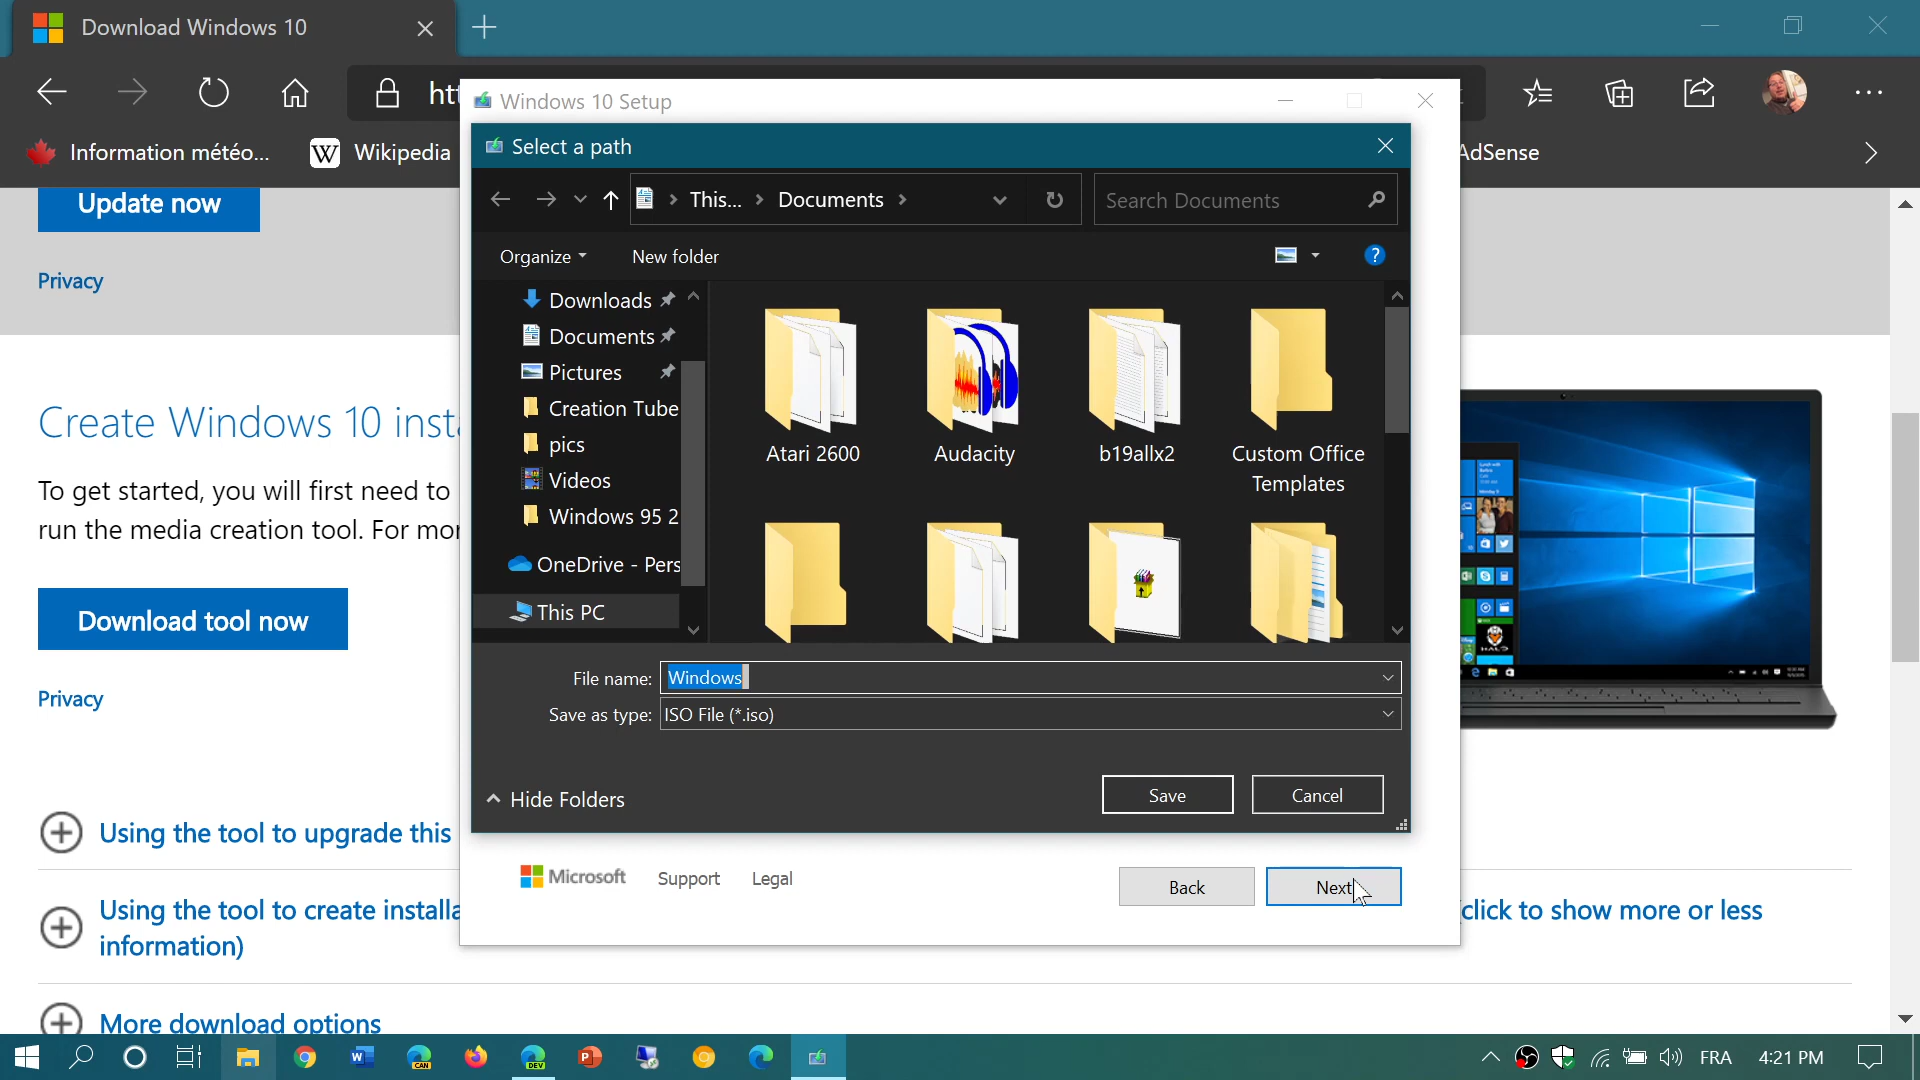 Download Windows 10
htt
Windows 10 Setup
Information météo...
Wikipedia
AdSense
Select a path
This...
Documents
Search Documents
Organize
New folder
Update now
Privacy
Create Windows 10 insta
To get started, you will first need to
run the media creation tool. For mor
Download tool now
Privacy
Using the tool to upgrade this
Using the tool to create installa
information)
click to show more or less
More download options
Downloads
Documents
Pictures
Creation Tube
pics
Videos
Windows 95 2
OneDrive - Pers
This PC
Atari 2600
Audacity
b19allx2
Custom Office
Templates
File name:
Windows
Save as type:
ISO File (*.iso)
Hide Folders
Save
Cancel
Microsoft
Support
Legal
Back
Next
HALO
CAN
DEV
FRA
4:21 PM